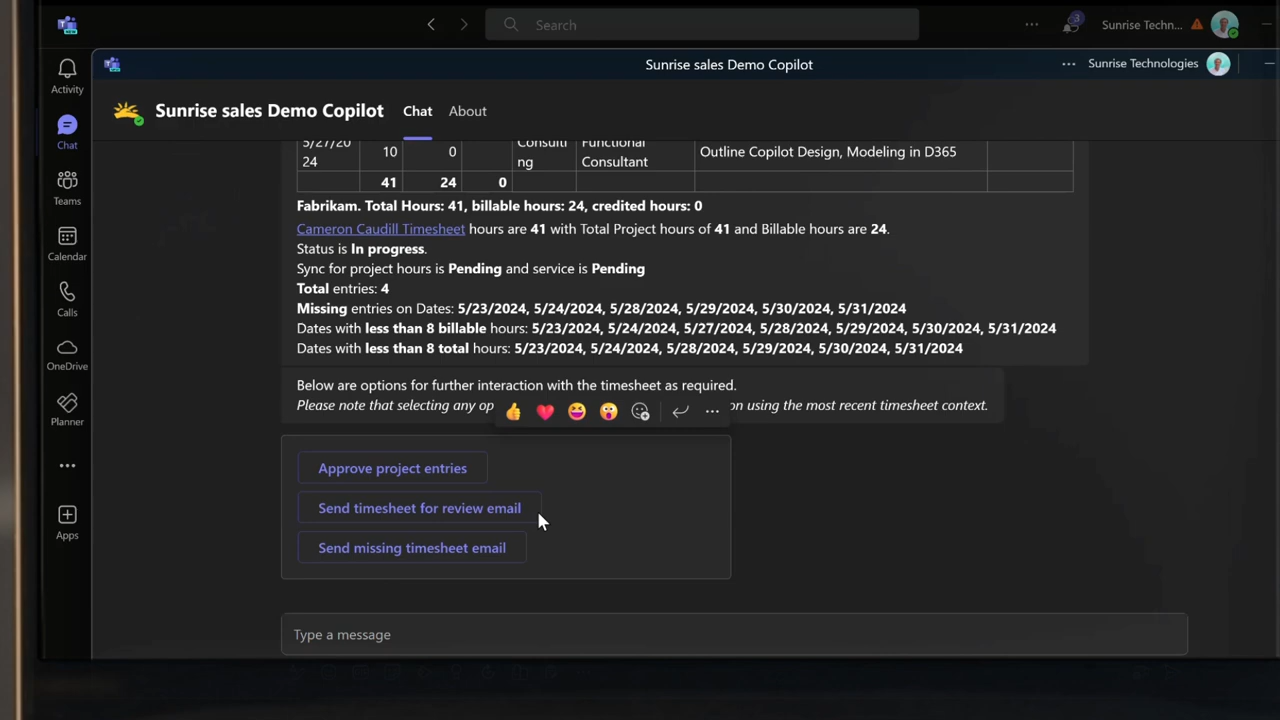 Search
3
Sunrise Techn...
Sunrise sales Demo Copilot
Sunrise Technologies
Activity
Chat
Teams
Calendar
Calls
OneDrive
Planner
Apps
Sunrise sales Demo Copilot
Chat
About
5/27/20
24
10
0
Consulti
ng
Functional
Consultant
Outline Copilot Design, Modeling in D365
41
24
0
Fabrikam. Total Hours: 41, billable hours: 24, credited hours: 0
Cameron Caudill Timesheet hours are 41 with Total Project hours of 41 and Billable hours are 24.
Status is In progress.
Sync for project hours is Pending and service is Pending
Total entries: 4
Missing entries on Dates: 5/23/2024, 5/24/2024, 5/28/2024, 5/29/2024, 5/30/2024, 5/31/2024
Dates with less than 8 billable hours: 5/23/2024, 5/24/2024, 5/27/2024, 5/28/2024, 5/29/2024, 5/30/2024, 5/31/2024
Dates with less than 8 total hours: 5/23/2024, 5/24/2024, 5/28/2024, 5/29/2024, 5/30/2024, 5/31/2024
Below are options for further interaction with the timesheet as required.
Please note that selecting any op on using the most recent timesheet context.
Approve project entries
Send timesheet for review email
Send missing timesheet email
Type a message